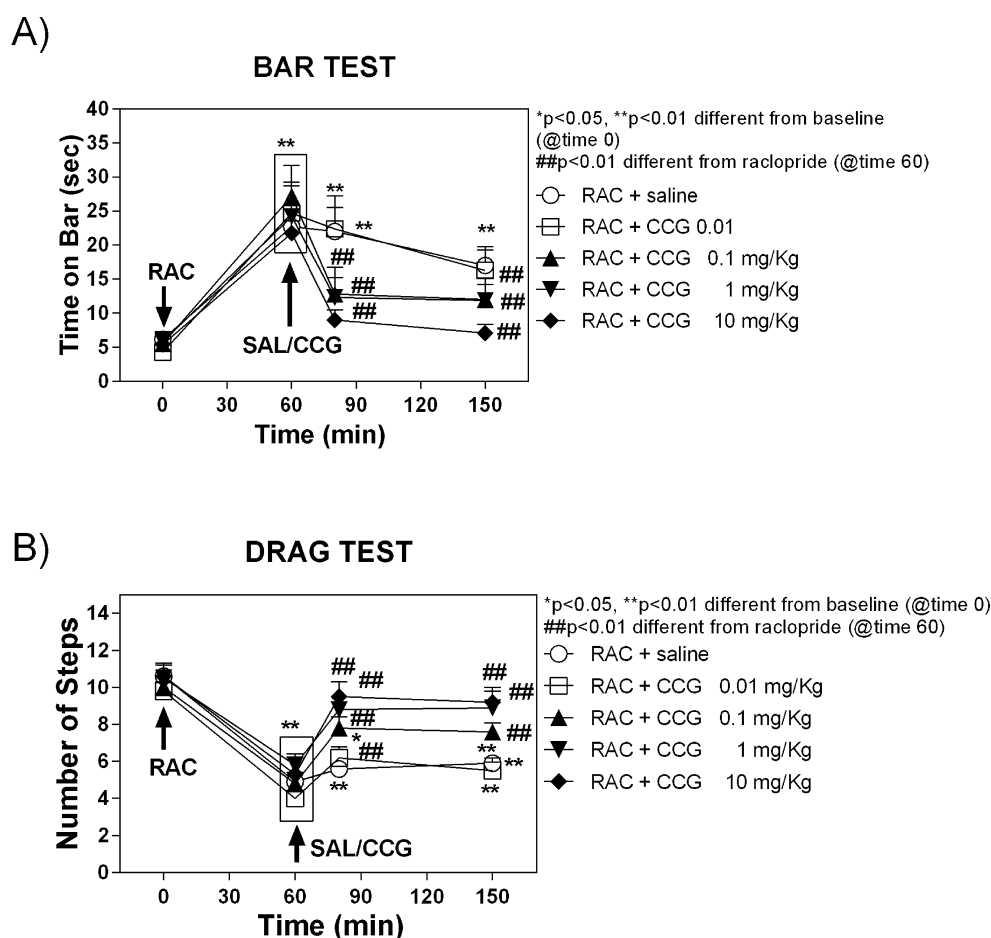 A)
BAR TEST
*p<0.05, **p<0.01 different from baseline
(@time 0)
##p<0.01 different from raclopride (@time 60)
RAC + saline
RAC + CCG 0.01
RAC + CCG 0.1 mg/Kg
RAC + CCG 1 mg/Kg
RAC + CCG 10 mg/Kg
Time on Bar (sec)
40
35
30
25
20
15
10
5
0
**
**
**
**
##
##
##
##
##
##
RAC
SAL/CCG
0 30 60 90 120 150
Time (min)
B)
DRAG TEST
*p<0.05, **p<0.01 different from baseline (@time 0)
##p<0.01 different from raclopride (@time 60)
RAC + saline
RAC + CCG 0.01 mg/Kg
RAC + CCG 0.1 mg/Kg
RAC + CCG 1 mg/Kg
RAC + CCG 10 mg/Kg
Number of Steps
14
12
10
8
6
4
2
0
##
##
##
##
**
##
*
##
##
**
**
**
**
RAC
SAL/CCG
0 30 60 90 120 150
Time (min)